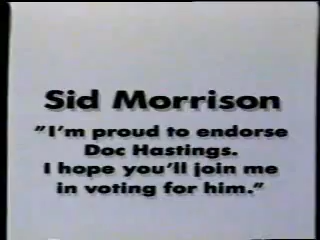 Sid Morrison
"I'm proud to endorse
Doc Hastings.
I hope you'll join me
in voting for him."